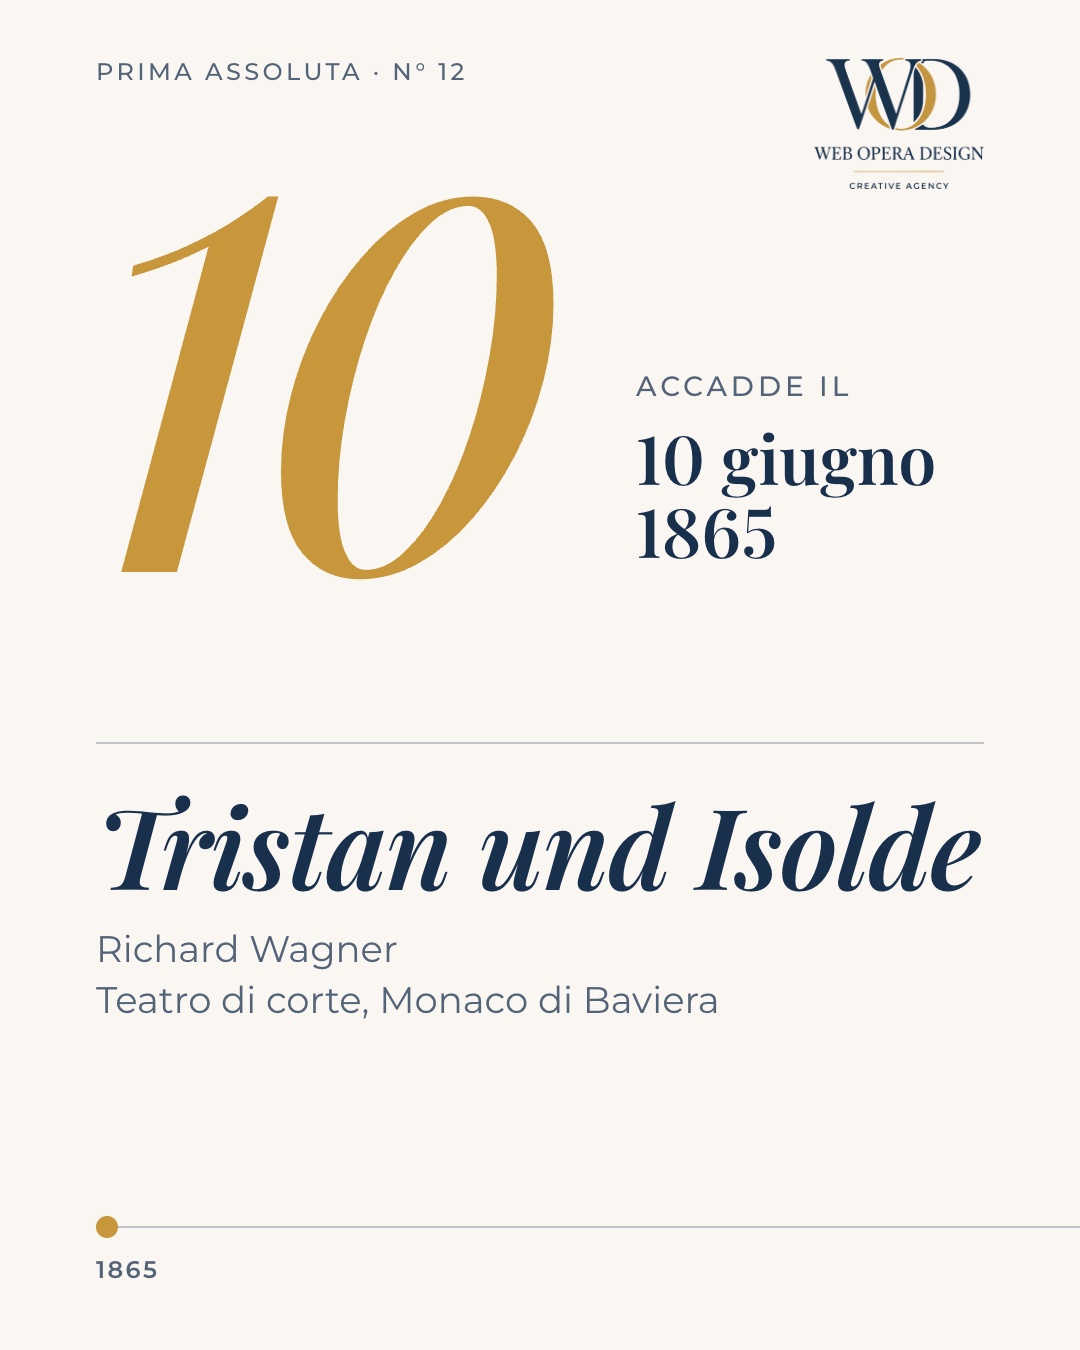 PRIMA ASSOLUTA · N° 12
WOD
WEB OPERA DESIGN
CREATIVE AGENCY
10
ACCADDE IL
10 giugno
1865
Tristan und Isolde
Richard Wagner
Teatro di corte, Monaco di Baviera
1865